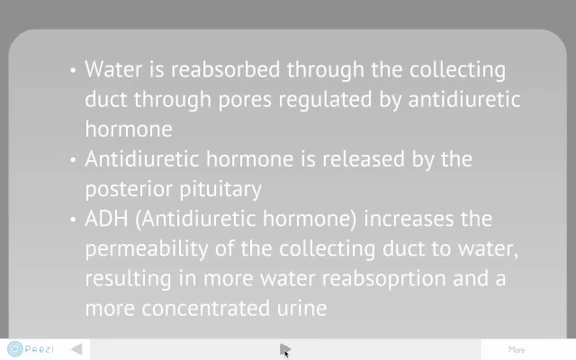 • Water is reabsorbed through the collecting
duct through pores regulated by antidiuretic
hormone
• Antidiuretic hormone is released by the
posterior pituitary
• ADH (Antidiuretic hormone) increases the
permeability of the collecting duct to water,
resulting in more water reabsoprtion and a
more concentrated urine
PREZI
More